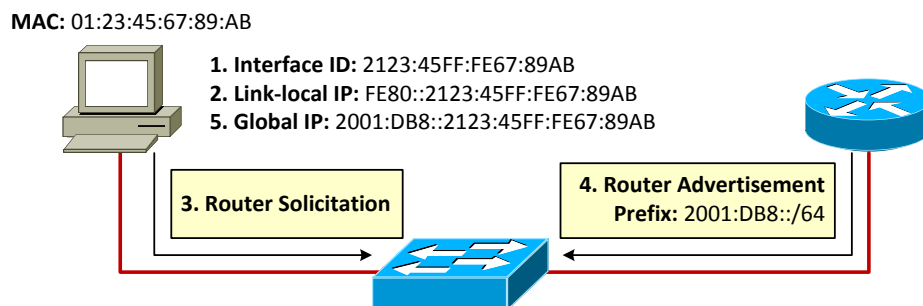 MAC: 01:23:45:67:89:AB
1. Interface ID: 2123:45FF:FE67:89AB
2. Link-local IP: FE80::2123:45FF:FE67:89AB
5. Global IP: 2001:DB8::2123:45FF:FE67:89AB
3. Router Solicitation
4. Router Advertisement
Prefix: 2001:DB8::/64